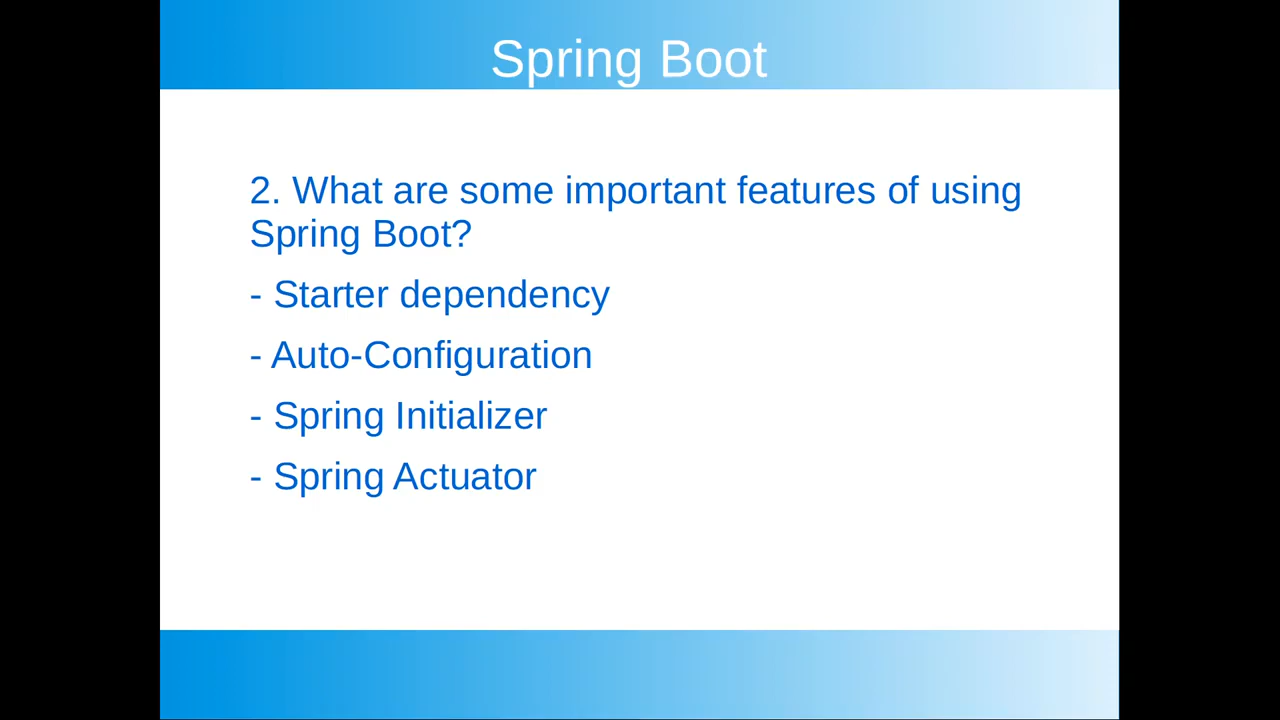 Spring Boot
2. What are some important features of using
Spring Boot?
- Starter dependency
- Auto-Configuration
- Spring Initializer
- Spring Actuator